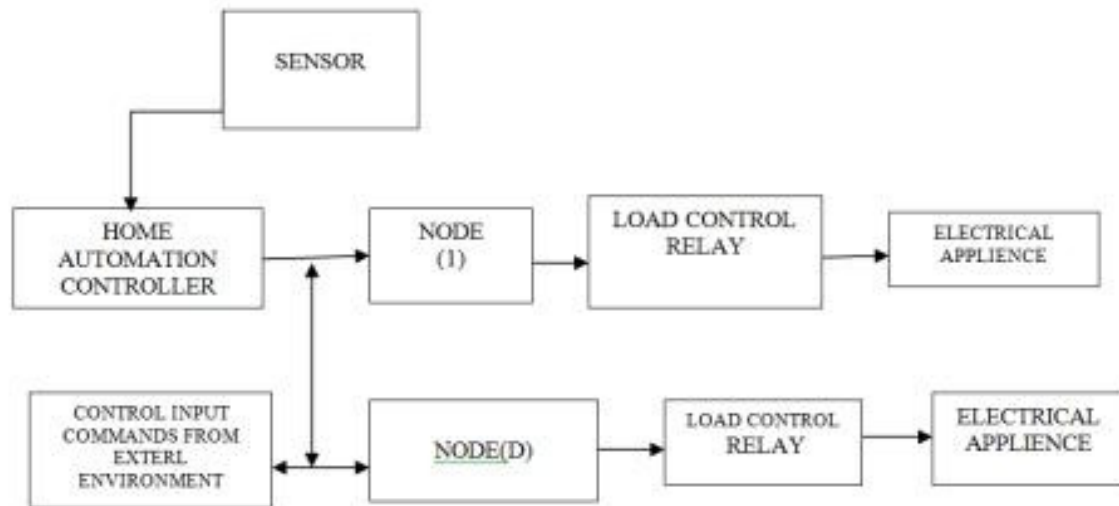 SENSOR
HOME
AUTOMATION
CONTROLLER
NODE
(1)
LOAD CONTROL
RELAY
ELECTRICAL
APPLIENCE
CONTROL INPUT
COMMANDS FROM
EXTERL
ENVIRONMENT
NODE(D)
LOAD CONTROL
RELAY
ELECTRICAL
APPLIENCE